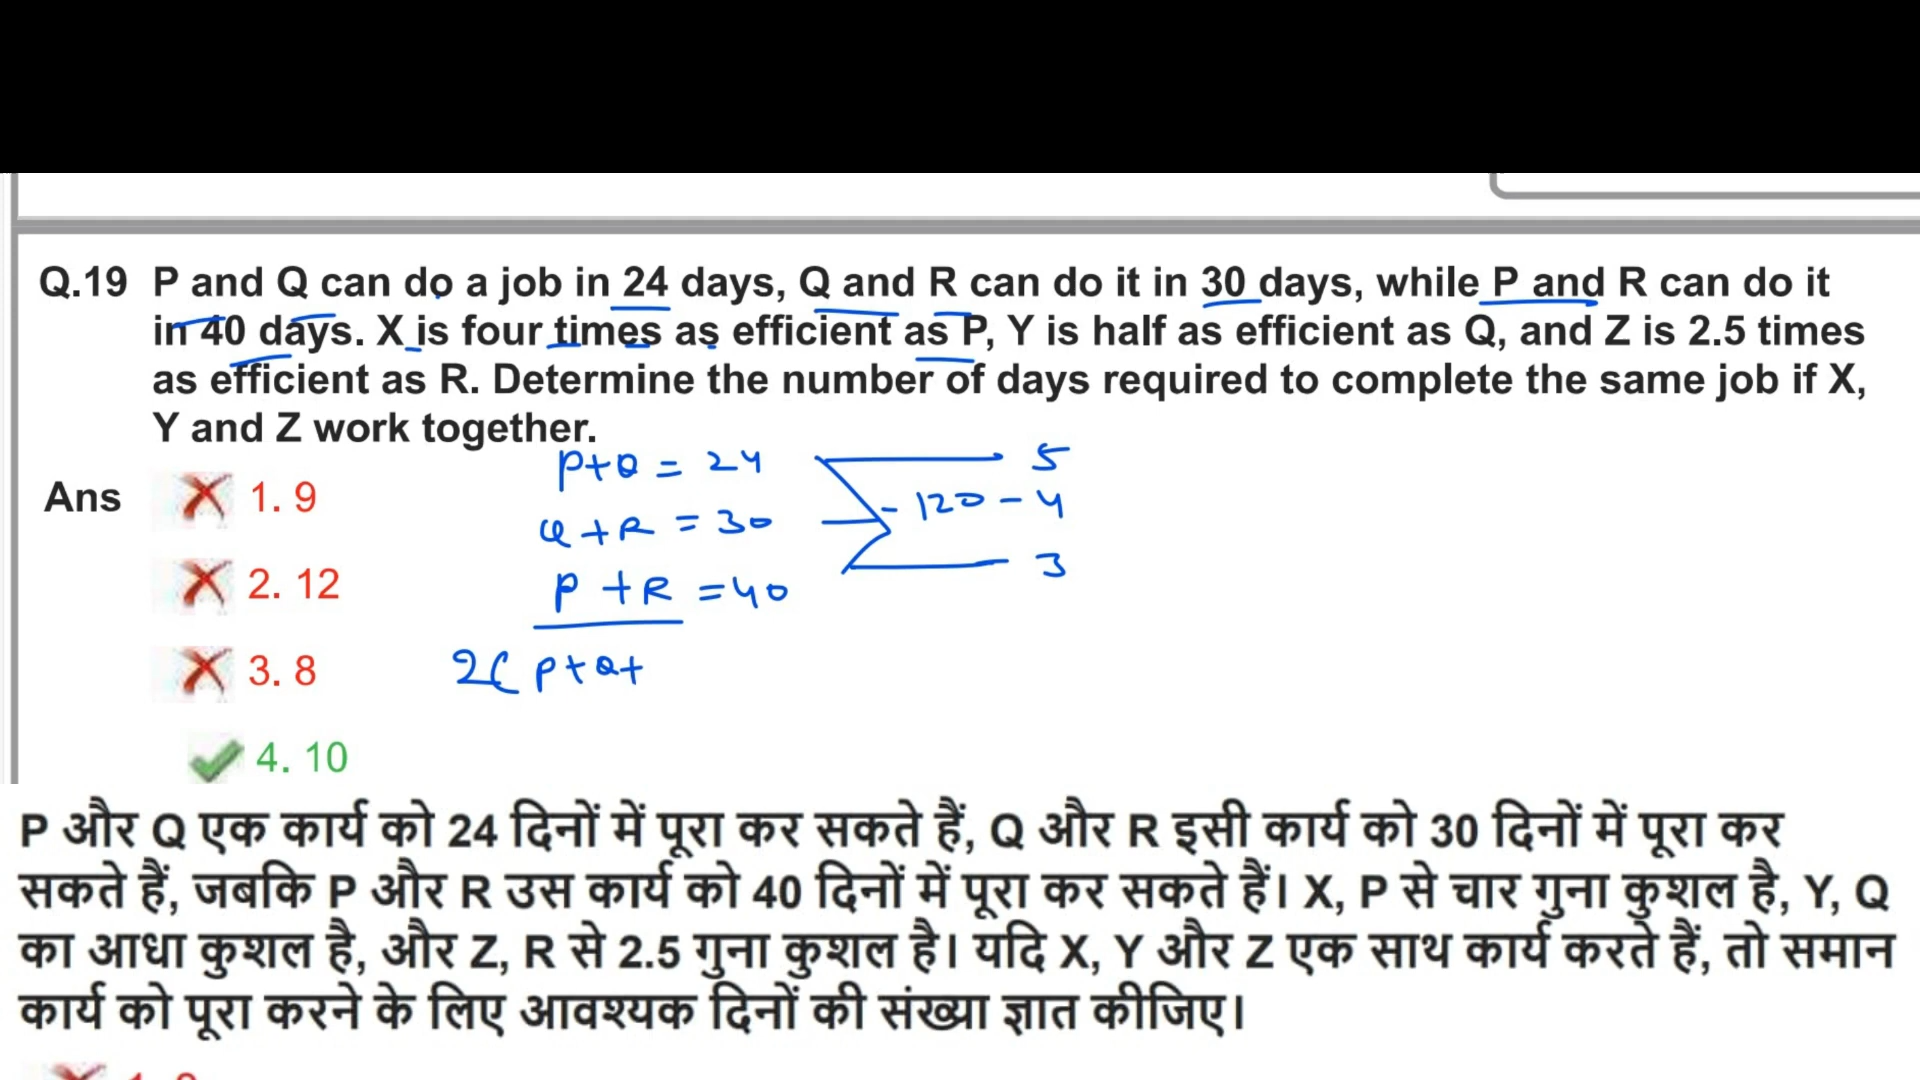 Q.19 P and Q can do a job in 24 days, Q and R can do it in 30 days, while P and R can do it
in 40 days. X is four times as efficient as P, Y is half as efficient as Q, and Z is 2.5 times
as efficient as R. Determine the number of days required to complete the same job if X,
Y and Z work together.
P+Q = 24 5
Ans 1. 9
Q+R = 30 - 120 - 4
3
2. 12
P+R = 40
3. 8
2(P+Q+
4. 10
P और Q एक कार्य को 24 दिनों में पूरा कर सकते हैं, Q और R इसी कार्य को 30 दिनों में पूरा कर
सकते हैं, जबकि P और R उस कार्य को 40 दिनों में पूरा कर सकते हैं। X, P से चार गुना कुशल है, Y, Q
का आधा कुशल है, और Z, R से 2.5 गुना कुशल है। यदि X, Y और Z एक साथ कार्य करते हैं, तो समान
कार्य को पूरा करने के लिए आवश्यक दिनों की संख्या ज्ञात कीजिए।